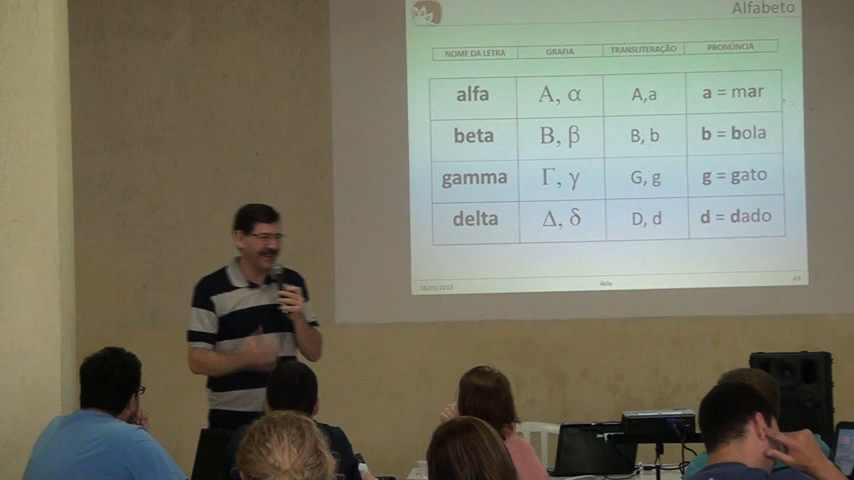 Alfabeto
NOME DA LETRA GRAFIA TRANSLITERAÇÃO PRONÚNCIA
alfa Α, α A,a a = mar
beta Β, β B, b b = bola
gamma Γ, γ G, g g = gato
delta Δ, δ D, d d = dado